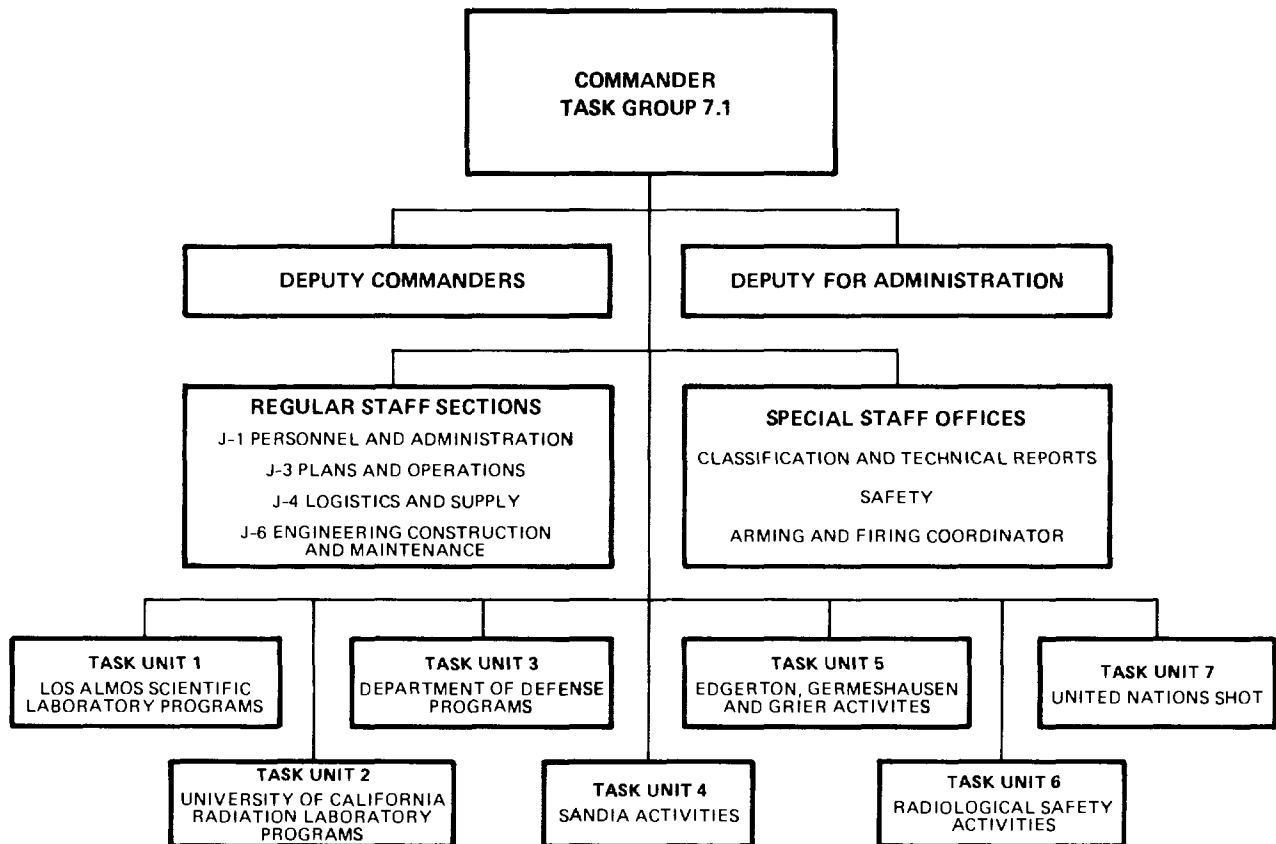 COMMANDER
TASK GROUP 7.1
DEPUTY COMMANDERS
DEPUTY FOR ADMINISTRATION
REGULAR STAFF SECTIONS
J-1 PERSONNEL AND ADMINISTRATION
J-3 PLANS AND OPERATIONS
J-4 LOGISTICS AND SUPPLY
J-6 ENGINEERING CONSTRUCTION
AND MAINTENANCE
SPECIAL STAFF OFFICES
CLASSIFICATION AND TECHNICAL REPORTS
SAFETY
ARMING AND FIRING COORDINATOR
TASK UNIT 1
LOS ALMOS SCIENTIFIC
LABORATORY PROGRAMS
TASK UNIT 3
DEPARTMENT OF DEFENSE
PROGRAMS
TASK UNIT 5
EDGERTON, GERMESHAUSEN
AND GRIER ACTIVITES
TASK UNIT 7
UNITED NATIONS SHOT
TASK UNIT 2
UNIVERSITY OF CALIFORNIA
RADIATION LABORATORY
PROGRAMS
TASK UNIT 4
SANDIA ACTIVITIES
TASK UNIT 6
RADIOLOGICAL SAFETY
ACTIVITIES